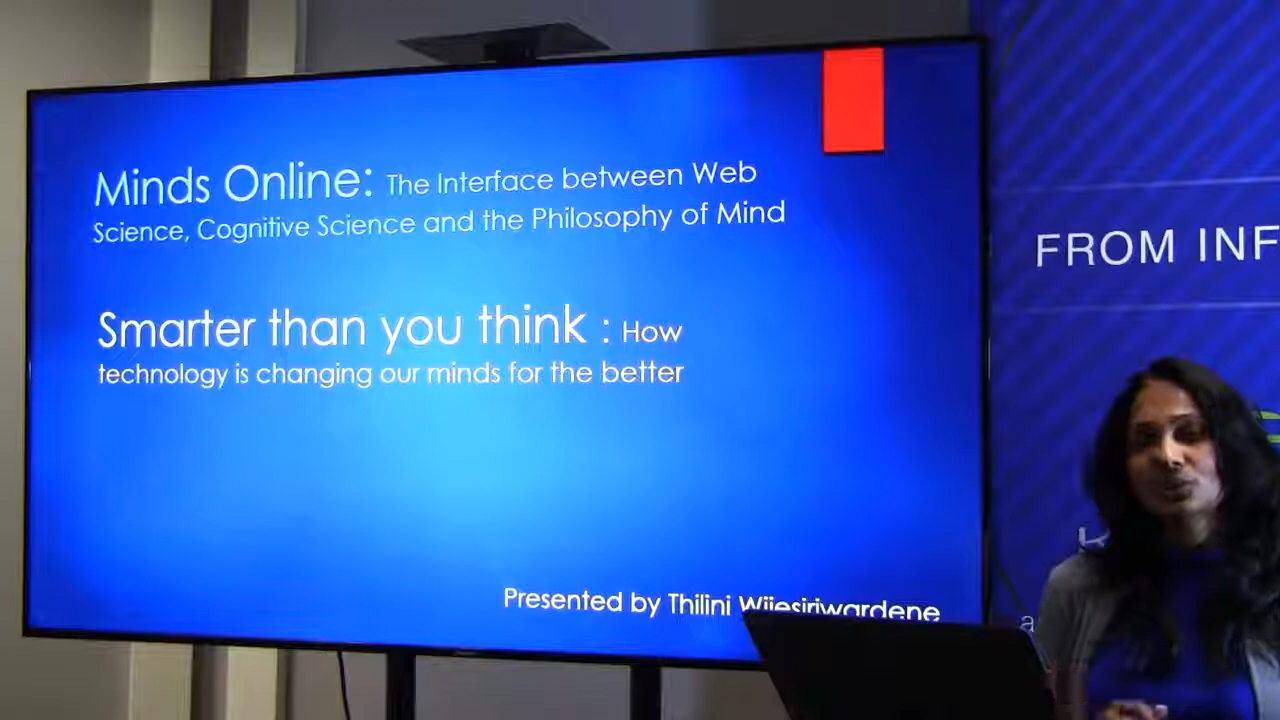 Minds Online: The Interface between Web
Science, Cognitive Science and the Philosophy of Mind
Smarter than you think : How
technology is changing our minds for the better
Presented by Thilini Wijesiriwardene
FROM INF